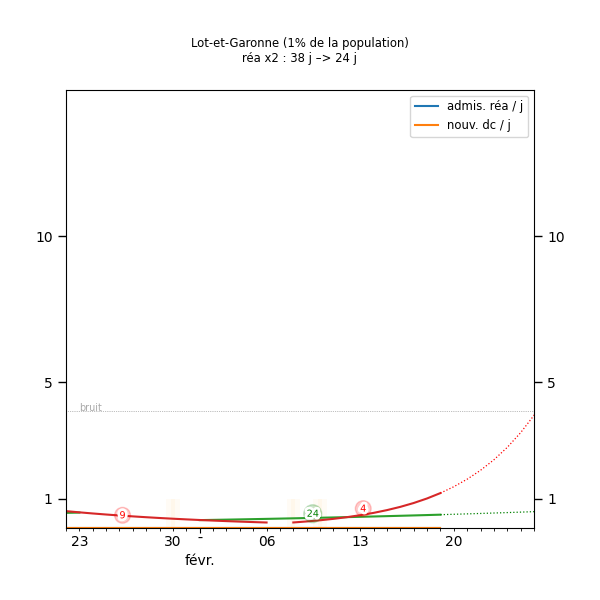 Lot-et-Garonne (1% de la population)
réa x2 : 38 j –> 24 j
admis. réa / j
nouv. dc / j
10 10
5 5
bruit
1 1
9 24 4
23 30 - 06 13 20
févr.